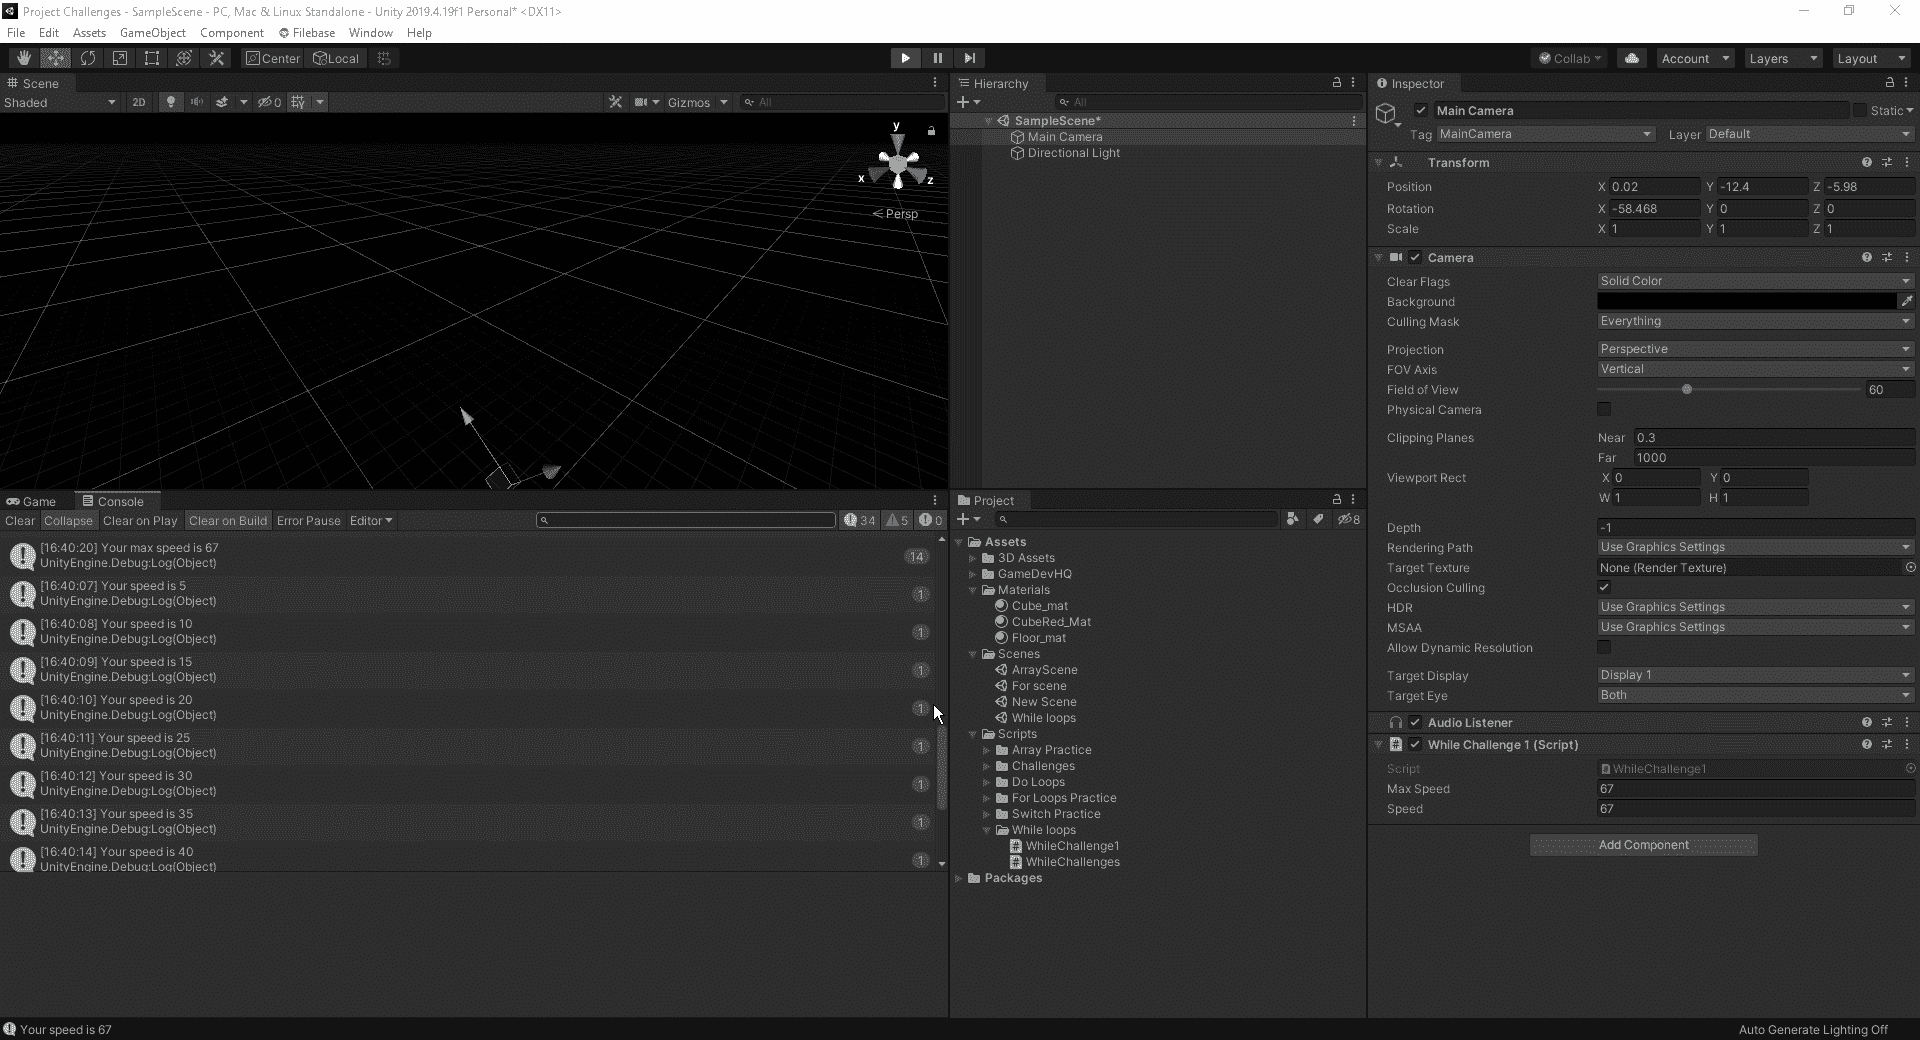 Project Challenges - SampleScene - PC, Mac & Linux Standalone - Unity 2019.4.19f1 Personal* <DX11>
File Edit Assets GameObject Component Filebase Window Help
Center Local Collab Account Layers Layout
Scene
Shaded 2D 0 Gizmos All
y
x z
Persp
Hierarchy
All
SampleScene*
Main Camera
Directional Light
Game Console
Clear Collapse Clear on Play Clear on Build Error Pause Editor 34 5 0
[16:40:20] Your max speed is 67
UnityEngine.Debug:Log(Object) 14
[16:40:07] Your speed is 5
UnityEngine.Debug:Log(Object) 1
[16:40:08] Your speed is 10
UnityEngine.Debug:Log(Object) 1
[16:40:09] Your speed is 15
UnityEngine.Debug:Log(Object) 1
[16:40:10] Your speed is 20
UnityEngine.Debug:Log(Object) 1
[16:40:11] Your speed is 25
UnityEngine.Debug:Log(Object) 1
[16:40:12] Your speed is 30
UnityEngine.Debug:Log(Object) 1
[16:40:13] Your speed is 35
UnityEngine.Debug:Log(Object) 1
[16:40:14] Your speed is 40
UnityEngine.Debug:Log(Object) 1
Project
8
Assets
3D Assets
GameDevHQ
Materials
Cube_mat
CubeRed_Mat
Floor_mat
Scenes
ArrayScene
For scene
New Scene
While loops
Scripts
Array Practice
Challenges
Do Loops
For Loops Practice
Switch Practice
While loops
WhileChallenge1
WhileChallenges
Packages
Inspector
Main Camera Static
Tag MainCamera Layer Default
Transform
Position X 0.02 Y -12.4 Z -5.98
Rotation X -58.468 Y 0 Z 0
Scale X 1 Y 1 Z 1
Camera
Clear Flags Solid Color
Background
Culling Mask Everything
Projection Perspective
FOV Axis Vertical
Field of View 60
Physical Camera
Clipping Planes Near 0.3
Far 1000
Viewport Rect X 0 Y 0
W 1 H 1
Depth -1
Rendering Path Use Graphics Settings
Target Texture None (Render Texture)
Occlusion Culling
HDR Use Graphics Settings
MSAA Use Graphics Settings
Allow Dynamic Resolution
Target Display Display 1
Target Eye Both
Audio Listener
While Challenge 1 (Script)
Script WhileChallenge1
Max Speed 67
Speed 67
Add Component
Your speed is 67
Auto Generate Lighting Off